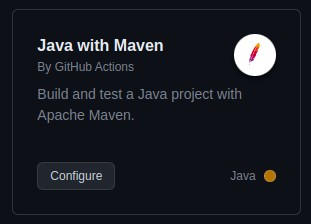 Java with Maven
By GitHub Actions
Build and test a Java project with
Apache Maven.
Configure
Java